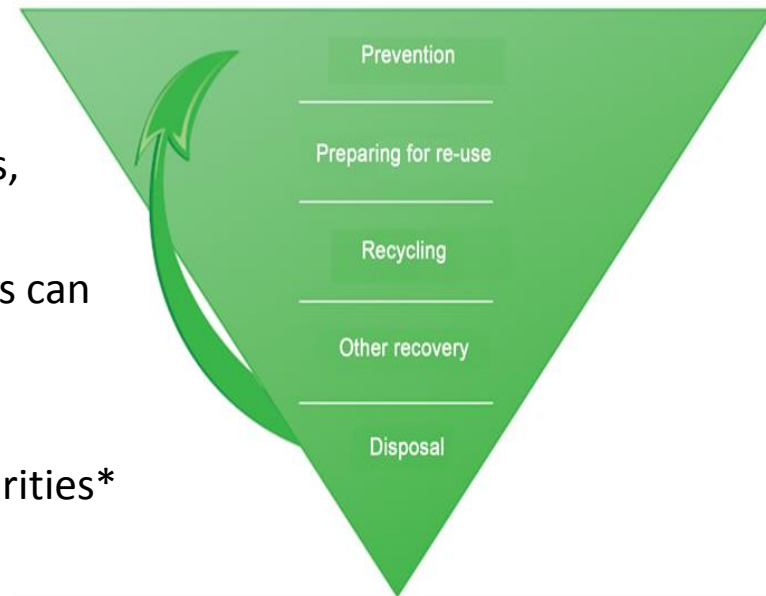 Prevention
Preparing for re-use
s,
Recycling
s can
Other recovery
Disposal
rities*